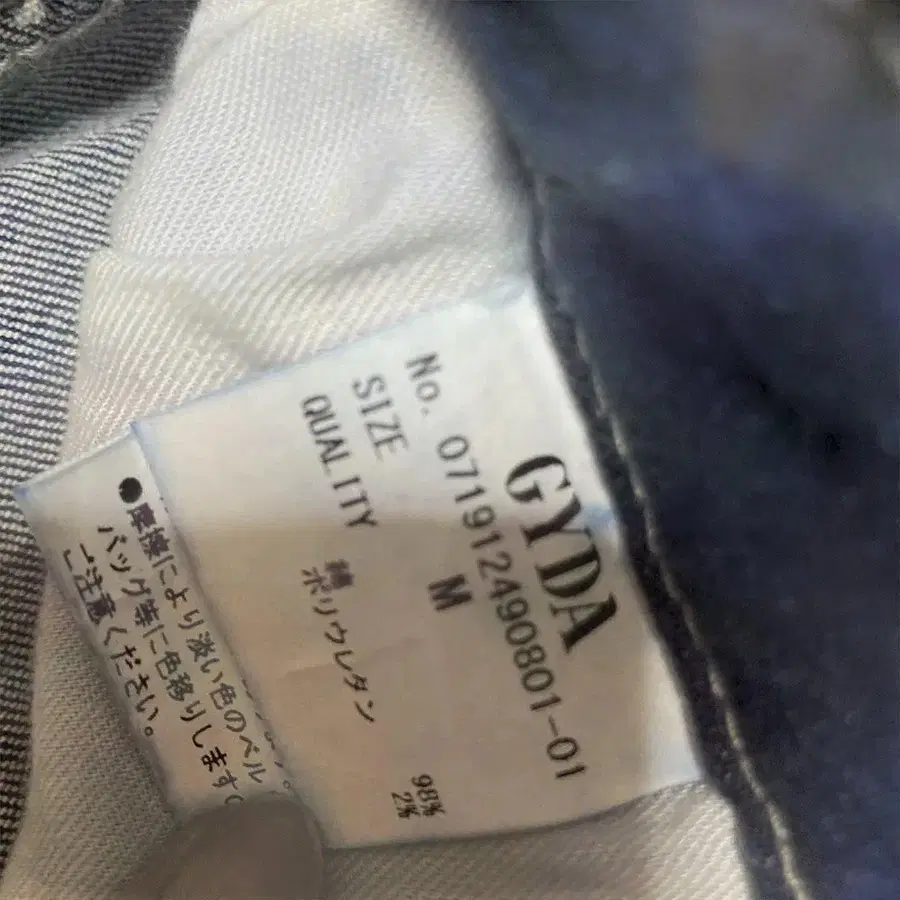 GYDA
No. 071912490801-01
SIZE M
QUALITY 綿 98%
ポリウレタン 2%
●摩擦により淡い色のベル
バッグ等に色移りします
ご注意ください。